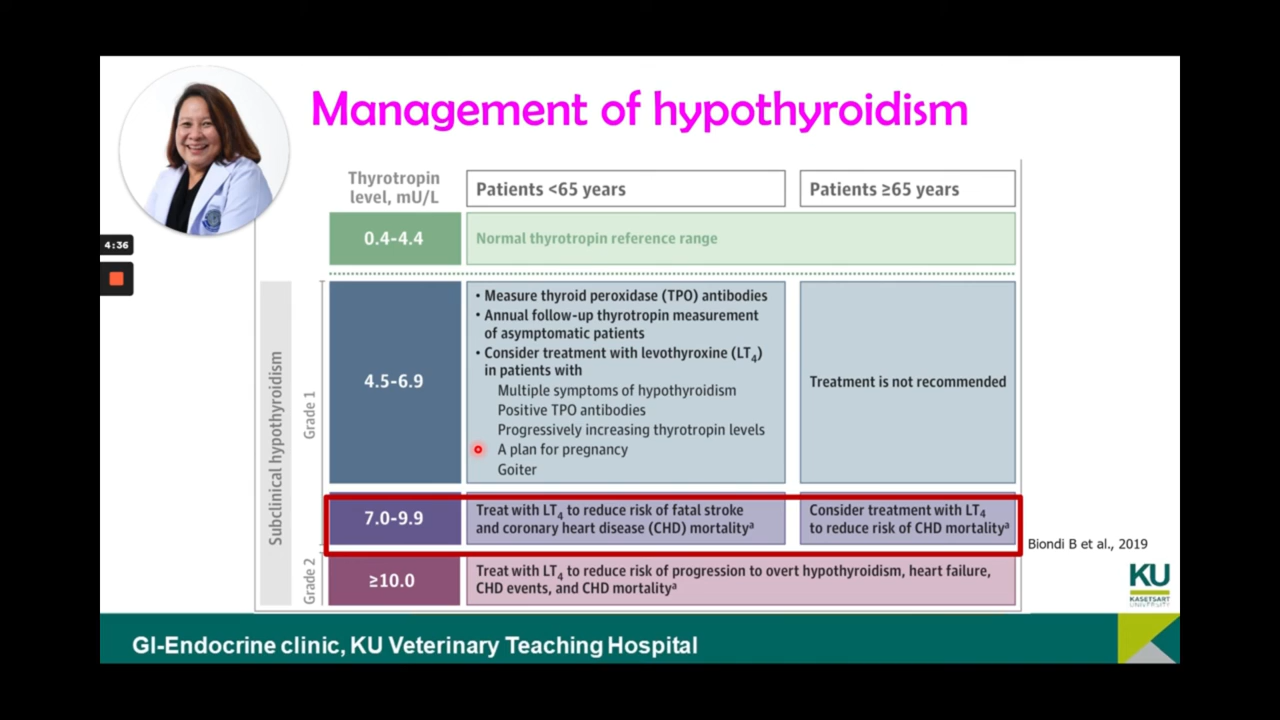 Management of hypothyroidism
Thyrotropin
level, mU/L
Patients <65 years
Patients ≥65 years
0.4-4.4
Normal thyrotropin reference range
4:36
Subclinical hypothyroidism
Grade 1
4.5-6.9
• Measure thyroid peroxidase (TPO) antibodies
• Annual follow-up thyrotropin measurement
of asymptomatic patients
• Consider treatment with levothyroxine (LT4)
in patients with
Multiple symptoms of hypothyroidism
Positive TPO antibodies
Progressively increasing thyrotropin levels
A plan for pregnancy
Goiter
Treatment is not recommended
7.0-9.9
Treat with LT4 to reduce risk of fatal stroke
and coronary heart disease (CHD) mortalityª
Consider treatment with LT4
to reduce risk of CHD mortalityª
Grade 2
≥10.0
Treat with LT4 to reduce risk of progression to overt hypothyroidism, heart failure,
CHD events, and CHD mortalityª
Biondi B et al., 2019
KU
KASETSART
UNIVERSITY
GI-Endocrine clinic, KU Veterinary Teaching Hospital